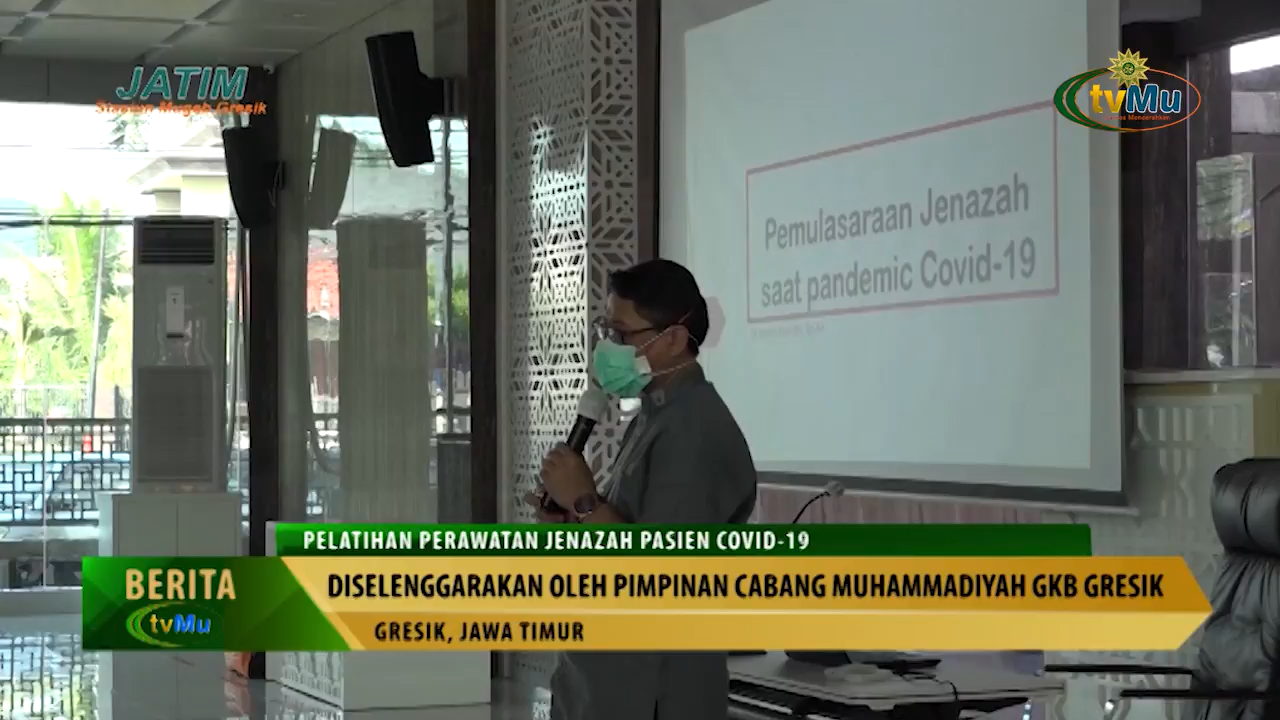 JATIM
tvMu
Pemulasaraan Jenazah
saat pandemic Covid-19
PELATIHAN PERAWATAN JENAZAH PASIEN COVID-19
BERITA
tvMu
DISELENGGARAKAN OLEH PIMPINAN CABANG MUHAMMADIYAH GKB GRESIK
GRESIK, JAWA TIMUR